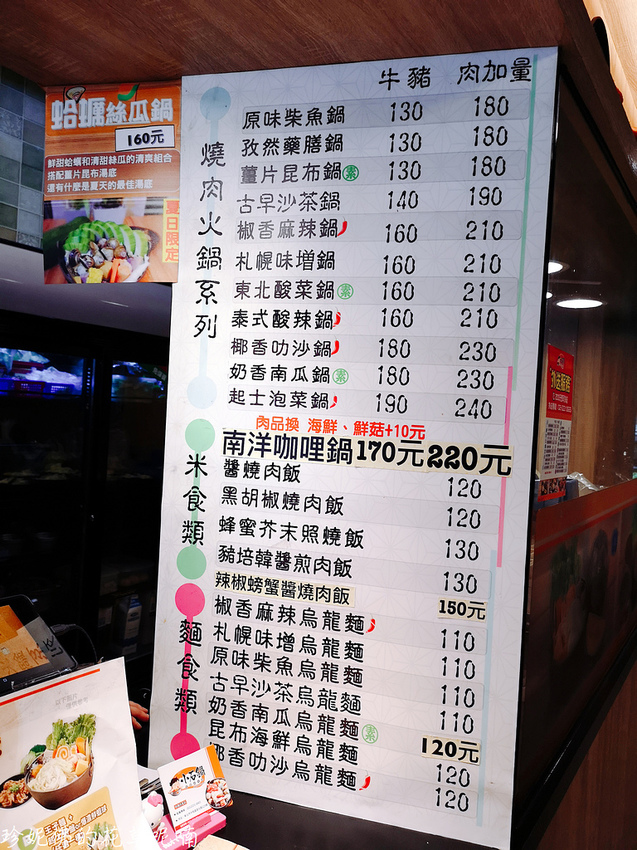 蛤蠣絲瓜鍋
160元
鮮甜蛤蠣和清甜絲瓜的清爽組合
搭配薑片昆布湯底
還有什麼是夏天的最佳湯底
夏日限定
牛豬 肉加量
燒肉火鍋系列
原味柴魚鍋 130 180
孜然藥膳鍋 130 180
薑片昆布鍋素 130 180
古早沙茶鍋 140 190
椒香麻辣鍋 160 210
札幌味增鍋 160 210
東北酸菜鍋素 160 210
泰式酸辣鍋 160 210
椰香叻沙鍋 180 230
奶香南瓜鍋素 180 230
起士泡菜鍋 190 240
肉品換 海鮮、鮮菇+10元
南洋咖哩鍋170元220元
米食類
醬燒肉飯 120
黑胡椒燒肉飯 120
蜂蜜芥末照燒飯 130
豬培韓醬煎肉飯 130
辣椒螃蟹醬燒肉飯 150元
麵食類
椒香麻辣烏龍麵 110
札幌味增烏龍麵 110
原味柴魚烏龍麵 110
古早沙茶烏龍麵 110
奶香南瓜烏龍麵素 120元
昆布海鮮烏龍麵 120
椰香叻沙烏龍麵 120